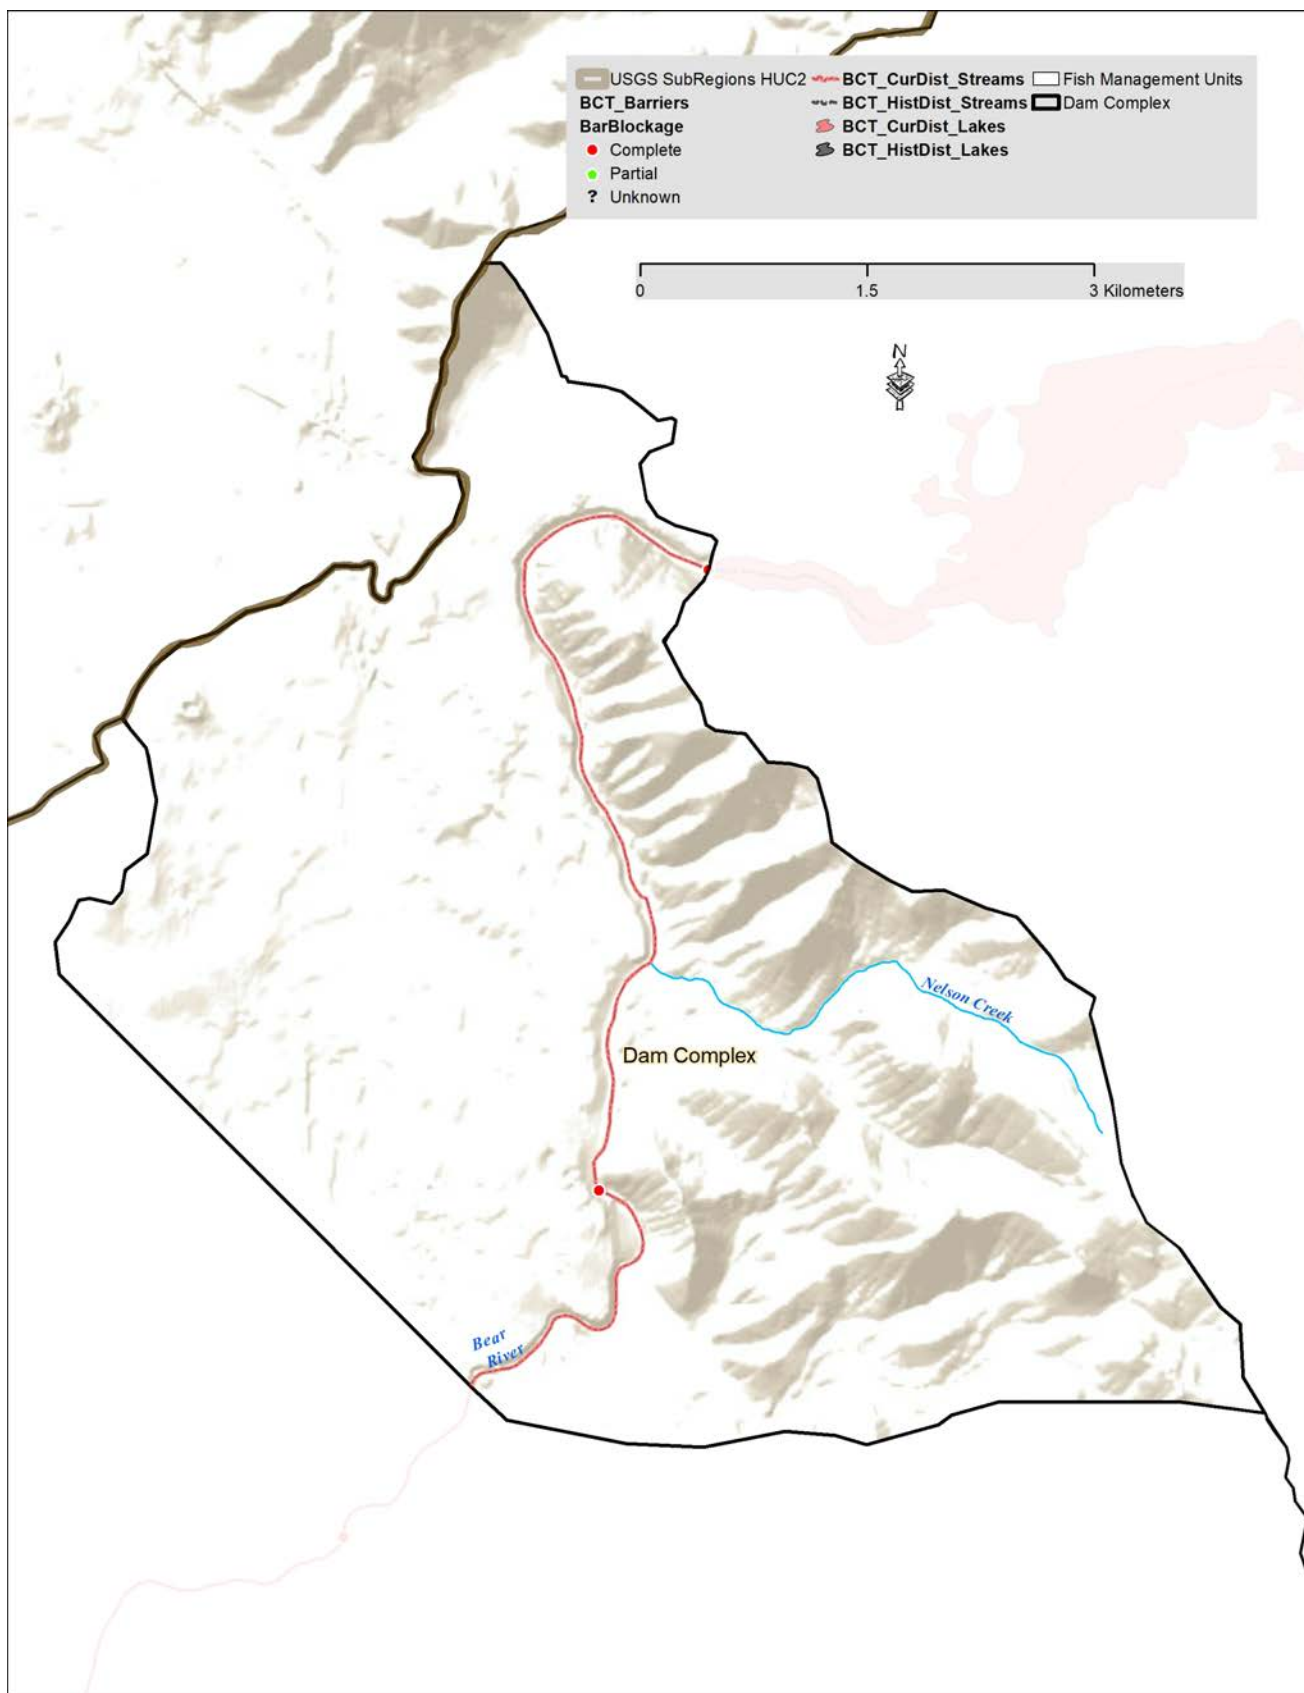 USGS SubRegions HUC2 BCT_CurDist_Streams Fish Management Units
BCT_Barriers BCT_HistDist_Streams Dam Complex
BarBlockage BCT_CurDist_Lakes
Complete BCT_HistDist_Lakes
Partial
? Unknown
0 1.5 3 Kilometers
N
Nelson Creek
Dam Complex
Bear
River